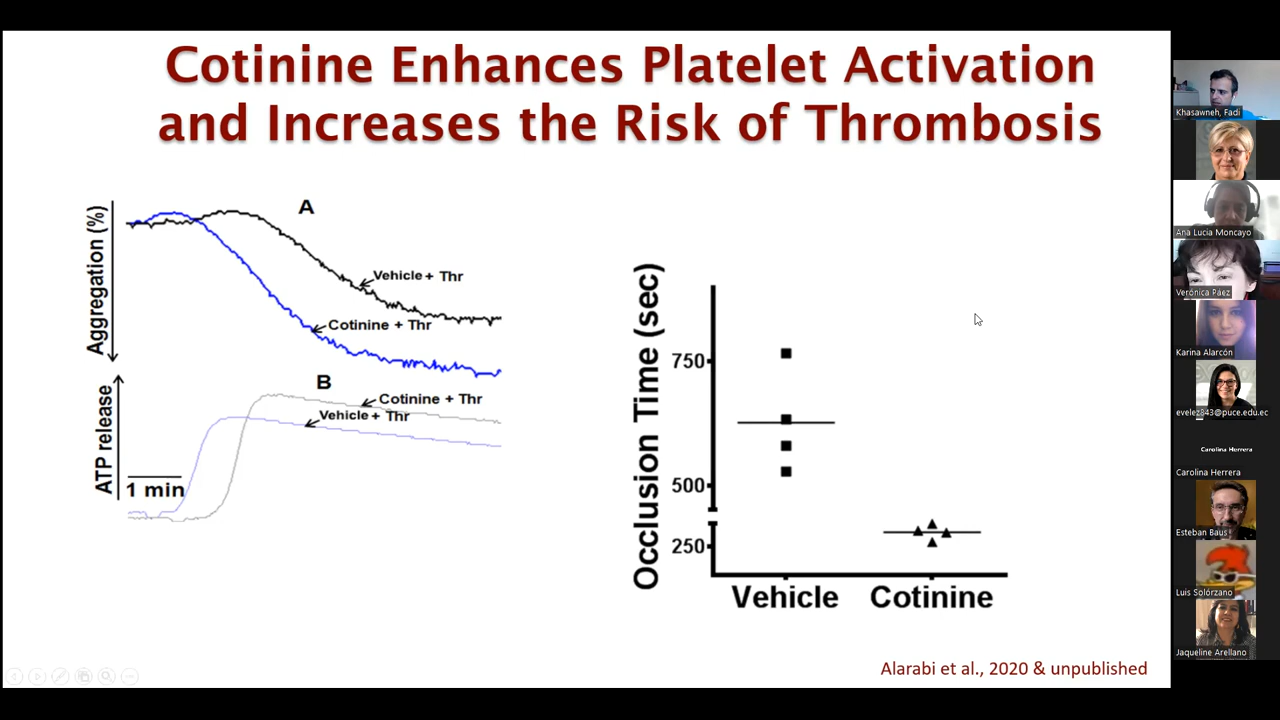 Cotinine Enhances Platelet Activation
and Increases the Risk of Thrombosis
A
Aggregation (%)
Vehicle + Thr
Cotinine + Thr
B
ATP release
Cotinine + Thr
Vehicle + Thr
1 min
Occlusion Time (sec)
750
500
250
Vehicle
Cotinine
Alarabi et al., 2020 & unpublished
Khasawneh, Fadi
Ana Lucia Moncayo
Verónica Páez
Karina Alarcón
evelez843@puce.edu.ec
Carolina Herrera
Carolina Herrera
Esteban Baus
Luis Solórzano
Jaqueline Arellano